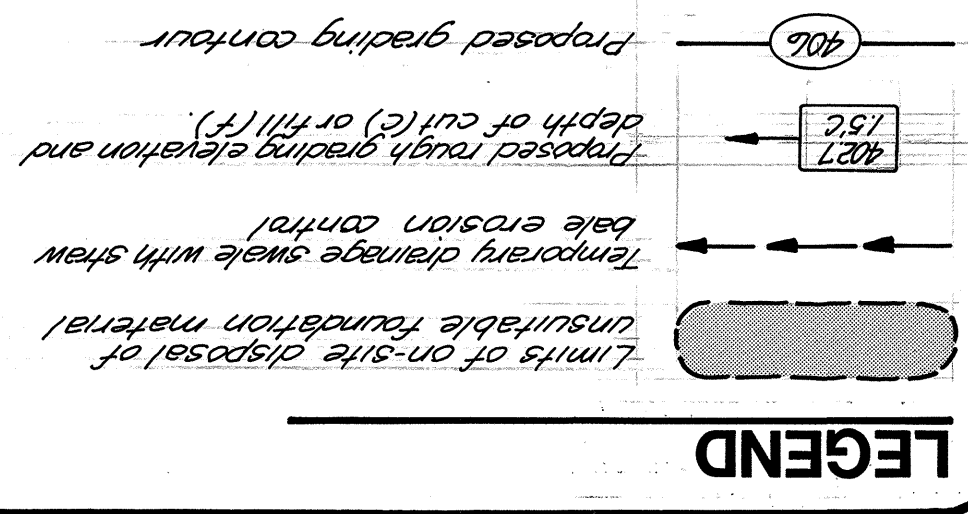 LEGEND
Limits of on-site disposal of
unsuitable foundation material
Temporary drainage swale with straw
bale erosion control
4027
1.5'C
Proposed rough grading elevation and
depth of cut (C) or fill (F).
406
Proposed grading contour